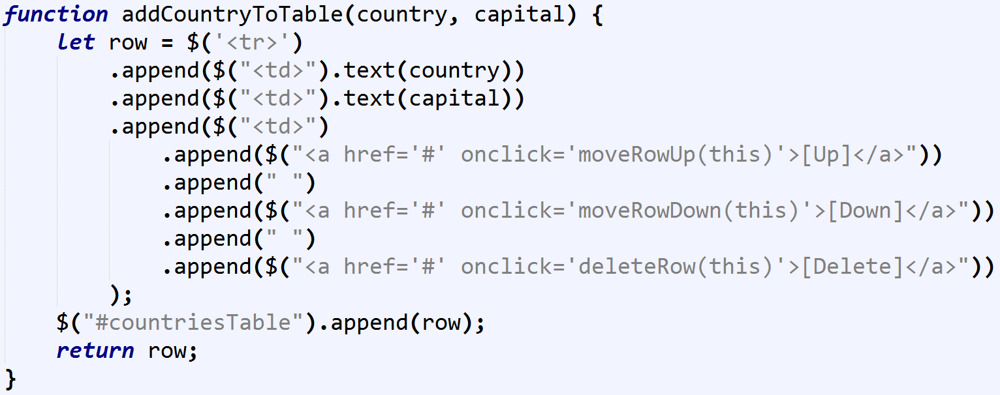 function addCountryToTable(country, capital) {
    let row = $('<tr>')
        .append($("<td>").text(country))
        .append($("<td>").text(capital))
        .append($("<td>")
            .append($("<a href='#' onclick='moveRowUp(this)'>[Up]</a>"))
            .append(" ")
            .append($("<a href='#' onclick='moveRowDown(this)'>[Down]</a>"))
            .append(" ")
            .append($("<a href='#' onclick='deleteRow(this)'>[Delete]</a>"))
        );
    $("#countriesTable").append(row);
    return row;
}